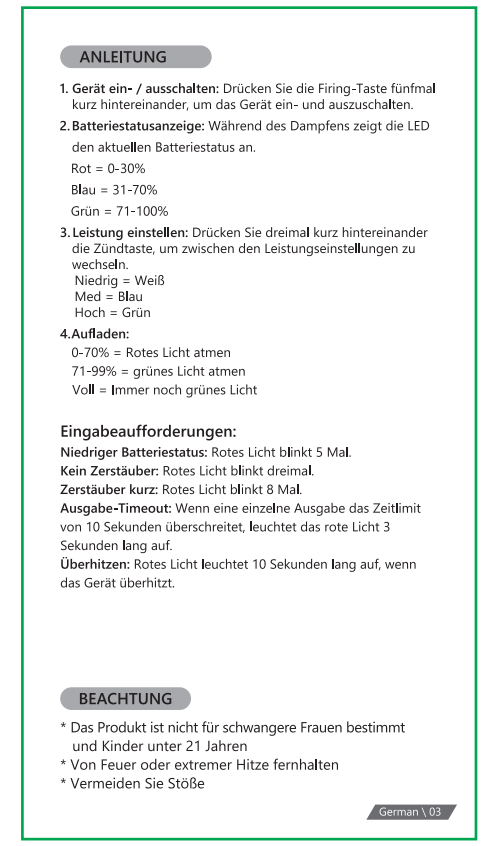 ANLEITUNG
1. Gerät ein- / ausschalten: Drücken Sie die Firing-Taste fünfmal
kurz hintereinander, um das Gerät ein- und auszuschalten.
2. Batteriestatusanzeige: Während des Dampfens zeigt die LED
den aktuellen Batteriestatus an.
Rot = 0-30%
Blau = 31-70%
Grün = 71-100%
3. Leistung einstellen: Drücken Sie dreimal kurz hintereinander
die Zündtaste, um zwischen den Leistungseinstellungen zu
wechseln.
Niedrig = Weiß
Med = Blau
Hoch = Grün
4.Aufladen:
0-70% = Rotes Licht atmen
71-99% = grünes Licht atmen
Voll = Immer noch grünes Licht
Eingabeaufforderungen:
Niedriger Batteriestatus: Rotes Licht blinkt 5 Mal.
Kein Zerstäuber: Rotes Licht blinkt dreimal.
Zerstäuber kurz: Rotes Licht blinkt 8 Mal.
Ausgabe-Timeout: Wenn eine einzelne Ausgabe das Zeitlimit
von 10 Sekunden überschreitet, leuchtet das rote Licht 3
Sekunden lang auf.
Überhitzen: Rotes Licht leuchtet 10 Sekunden lang auf, wenn
das Gerät überhitzt.
BEACHTUNG
* Das Produkt ist nicht für schwangere Frauen bestimmt
und Kinder unter 21 Jahren
* Von Feuer oder extremer Hitze fernhalten
* Vermeiden Sie Stöße
German \ 03